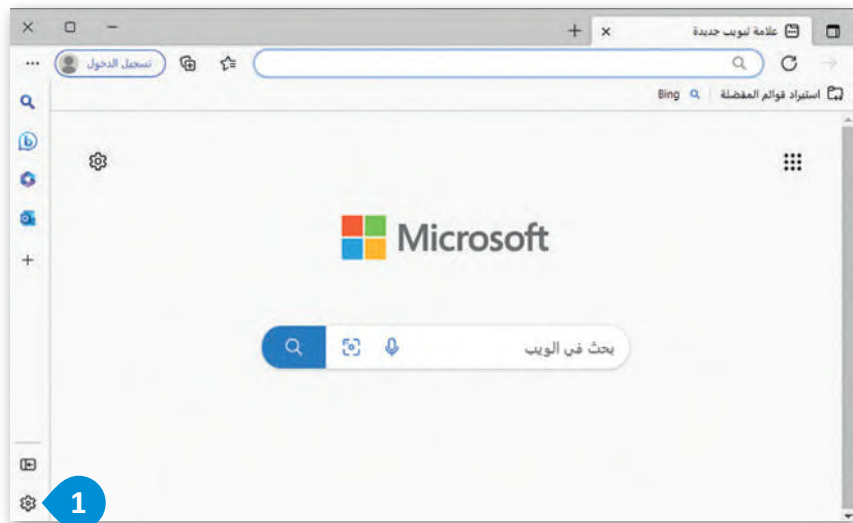 علامة تبويب جديدة
تسجيل الدخول
استيراد قوائم المفضلة Bing
Microsoft
بحث في الويب
1